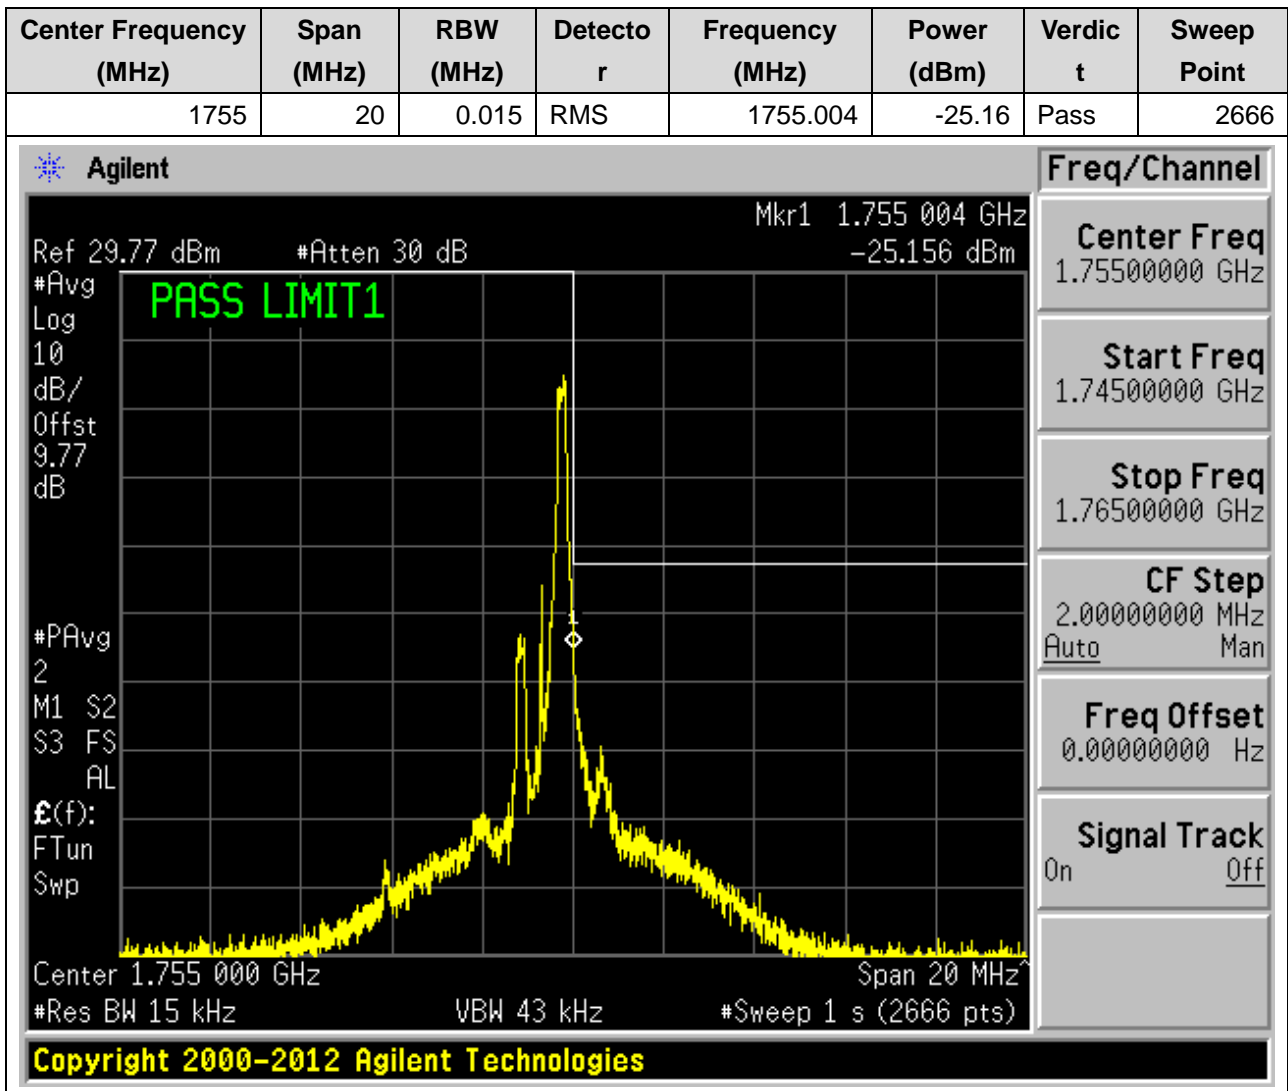 Center Frequency Span RBW Detecto Frequency Power Verdic Sweep
(MHz) (MHz) (MHz) r (MHz) (dBm) t Point
1755 20 0.015 RMS 1755.004 -25.16 Pass 2666
Agilent Freq/Channel
Mkr1 1.755 004 GHz
Ref 29.77 dBm #Atten 30 dB -25.156 dBm
#Avg
Log
10
dB/
Offst
9.77
dB
PASS LIMIT1
1
#PAvg
2
M1 S2
S3 FS
AL
£(f):
FTun
Swp
Center 1.755 000 GHz Span 20 MHz^
#Res BW 15 kHz VBW 43 kHz #Sweep 1 s (2666 pts)
Center Freq
1.75500000 GHz
Start Freq
1.74500000 GHz
Stop Freq
1.76500000 GHz
CF Step
2.00000000 MHz
Auto Man
Freq Offset
0.00000000 Hz
Signal Track
On Off
Copyright 2000-2012 Agilent Technologies